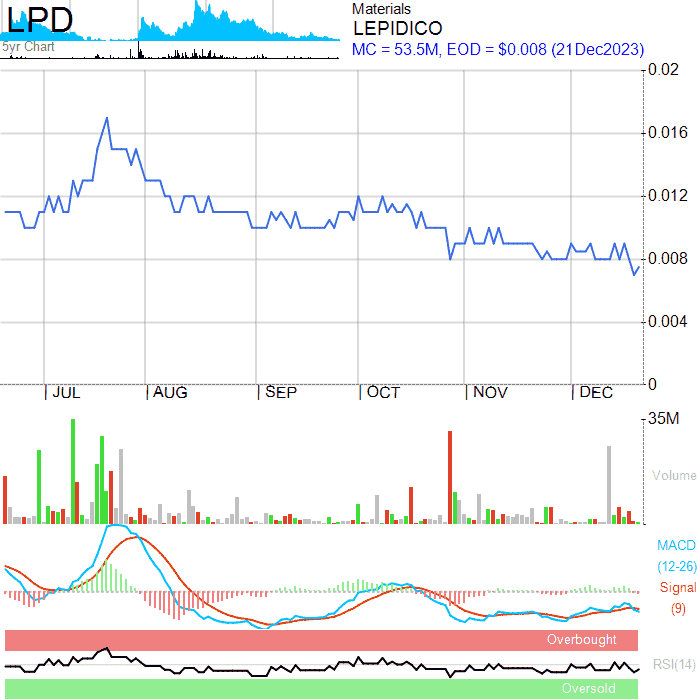 LPD
5yr Chart
Materials
LEPIDICO
MC = 53.5M, EOD = $0.008 (21Dec2023)
0.02
0.016
0.012
0.008
0.004
0
JUL AUG SEP OCT NOV DEC
35M
Volume
MACD
(12-26)
Signal
(9)
Overbought
RSI(14)
Oversold